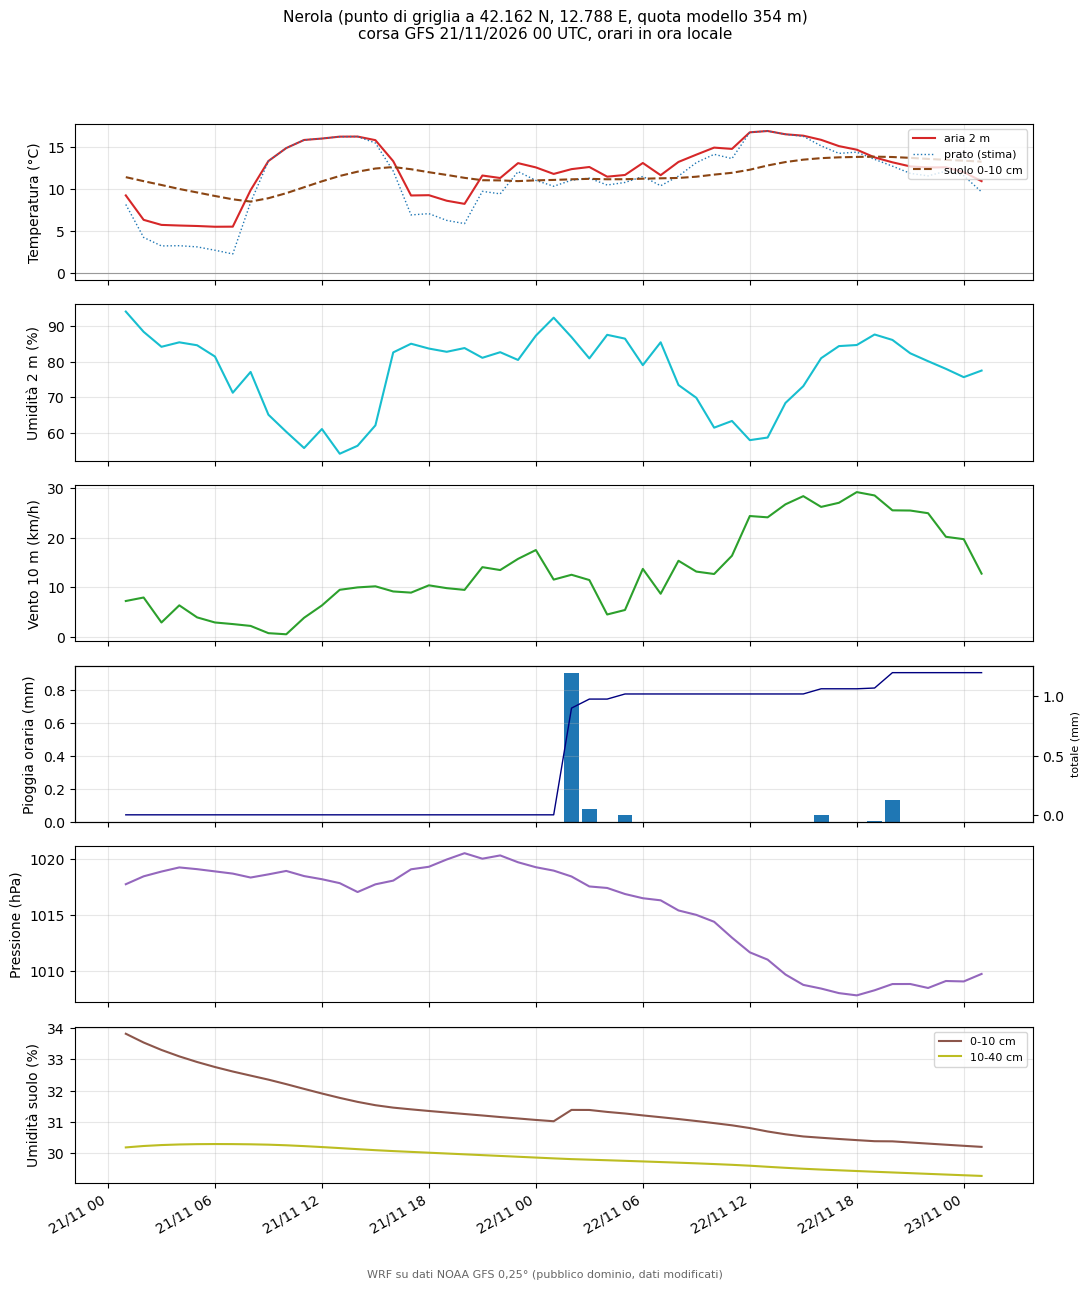 Nerola (punto di griglia a 42.162 N, 12.788 E, quota modello 354 m)
corsa GFS 21/11/2026 00 UTC, orari in ora locale
Temperatura (°C)
15
10
5
0
aria 2 m
prato (stima)
suolo 0-10 cm
Umidità 2 m (%)
90
80
70
60
Vento 10 m (km/h)
30
20
10
0
Pioggia oraria (mm)
0.8
0.6
0.4
0.2
0.0
1.0
0.5
0.0
totale (mm)
Pressione (hPa)
1020
1015
1010
Umidità suolo (%)
34
33
32
31
30
0-10 cm
10-40 cm
21/11 00
21/11 06
21/11 12
21/11 18
22/11 00
22/11 06
22/11 12
22/11 18
23/11 00
WRF su dati NOAA GFS 0,25° (pubblico dominio, dati modificati)